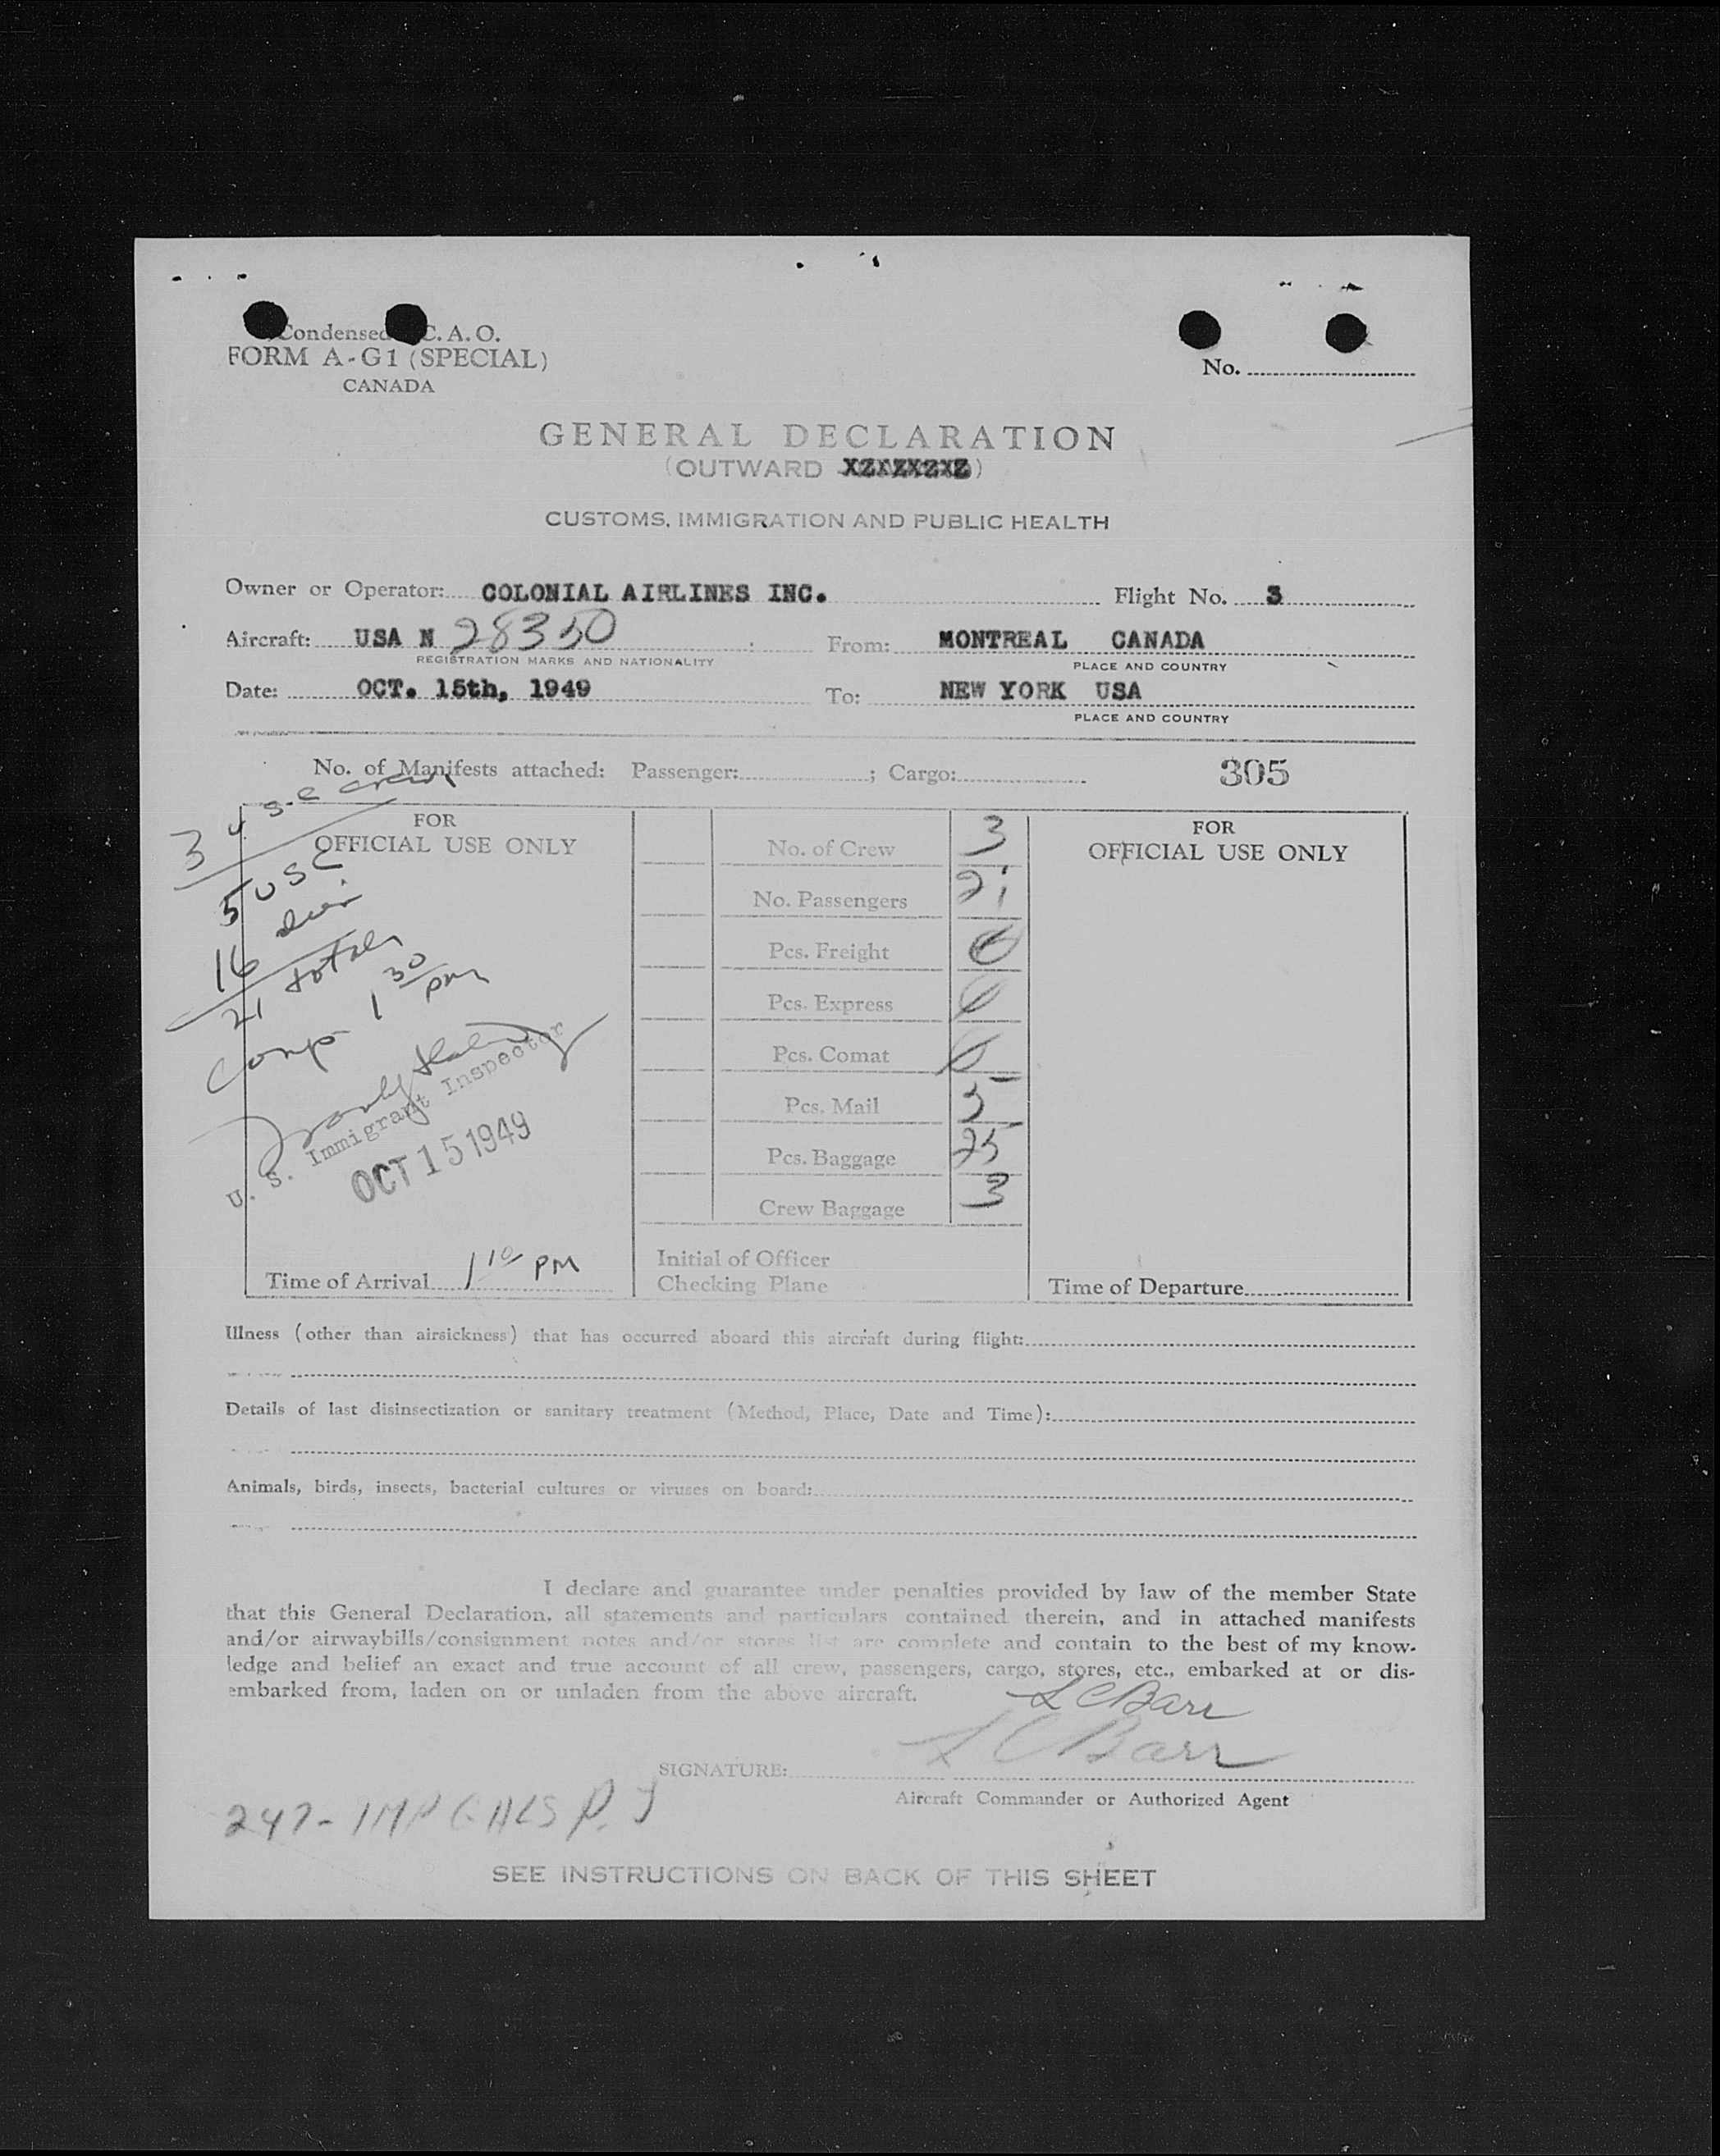 Condensed C. A. O.
FORM A-G1 (SPECIAL)
CANADA
No.
GENERAL DECLARATION
(OUTWARD XZXZXZXZ)
CUSTOMS, IMMIGRATION AND PUBLIC HEALTH
Owner or Operator: COLONIAL AIRLINES INC. Flight No. 3
Aircraft: USA N 28350 From: MONTREAL CANADA
REGISTRATION MARKS AND NATIONALITY PLACE AND COUNTRY
Date: OCT. 15th, 1949 To: NEW YORK USA
PLACE AND COUNTRY
No. of Manifests attached: Passenger: ; Cargo: 305
3 U S C crew
FOR
OFFICIAL USE ONLY
5 USC
16
21 total
Comp 1 30 pm
U. S. Immigrant Inspector
OCT 15 1949
Time of Arrival 1 10 PM
No. of Crew 3
No. Passengers 21
Pcs. Freight 0
Pcs. Express 0
Pcs. Comat 0
Pcs. Mail 5
Pcs. Baggage 25
Crew Baggage 3
Initial of Officer
Checking Plane
FOR
OFFICIAL USE ONLY
Time of Departure
Illness (other than airsickness) that has occurred aboard this aircraft during flight:
Details of last disinsectization or sanitary treatment (Method, Place, Date and Time):
Animals, birds, insects, bacterial cultures or viruses on board:
I declare and guarantee under penalties provided by law of the member State
that this General Declaration, all statements and particulars contained therein, and in attached manifests
and/or airwaybills/consignment notes and/or stores list are complete and contain to the best of my know-
ledge and belief an exact and true account of all crew, passengers, cargo, stores, etc., embarked at or dis-
embarked from, laden on or unladen from the above aircraft.
L C Barr
L C Barr
SIGNATURE:
Aircraft Commander or Authorized Agent
247-
SEE INSTRUCTIONS ON BACK OF THIS SHEET